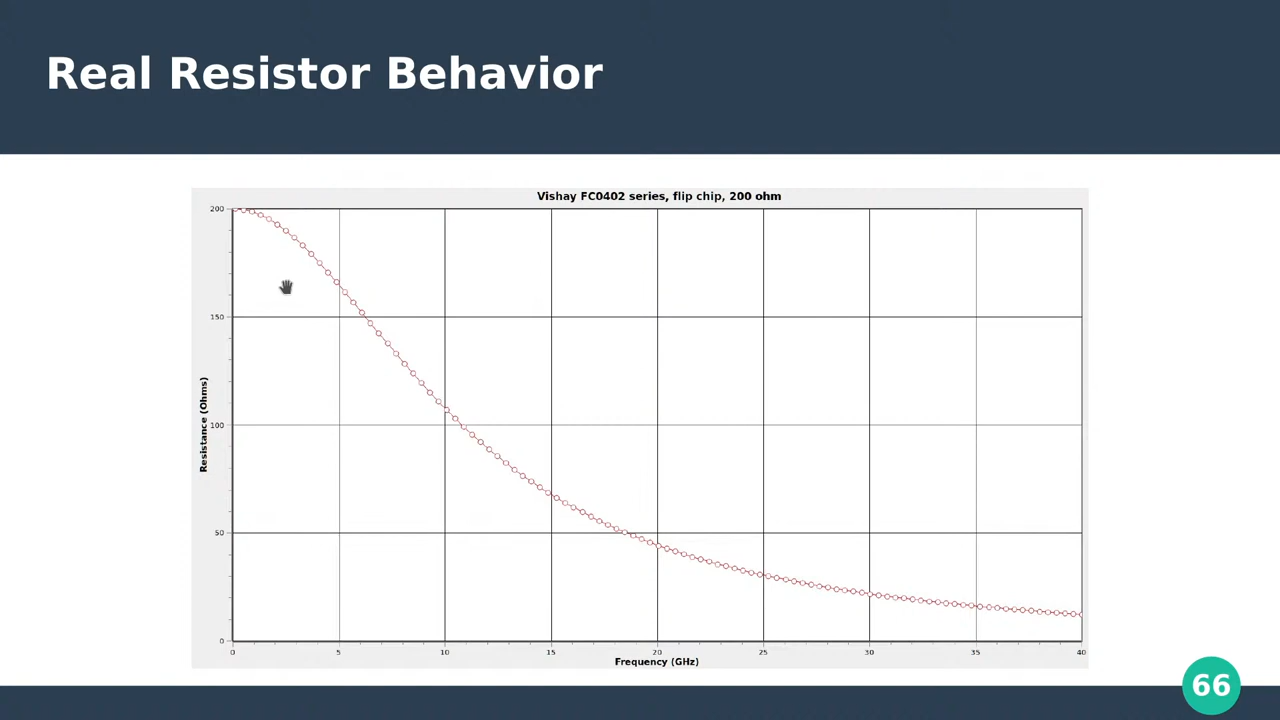 Real Resistor Behavior
Vishay FC0402 series, flip chip, 200 ohm
200
150
100
50
0
Resistance (Ohms)
0 5 10 15 20 25 30 35 40
Frequency (GHz)
66